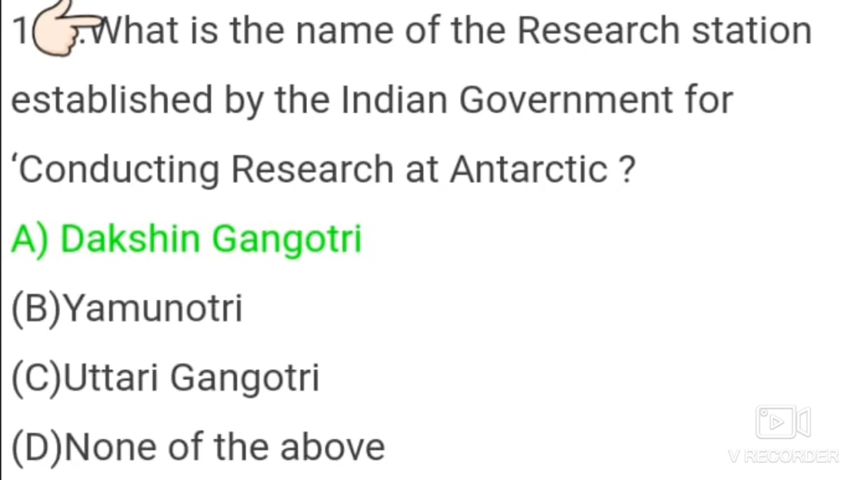 1 .What is the name of the Research station
established by the Indian Government for
‘Conducting Research at Antarctic ?
A) Dakshin Gangotri
(B)Yamunotri
(C)Uttari Gangotri
(D)None of the above
V RECORDER